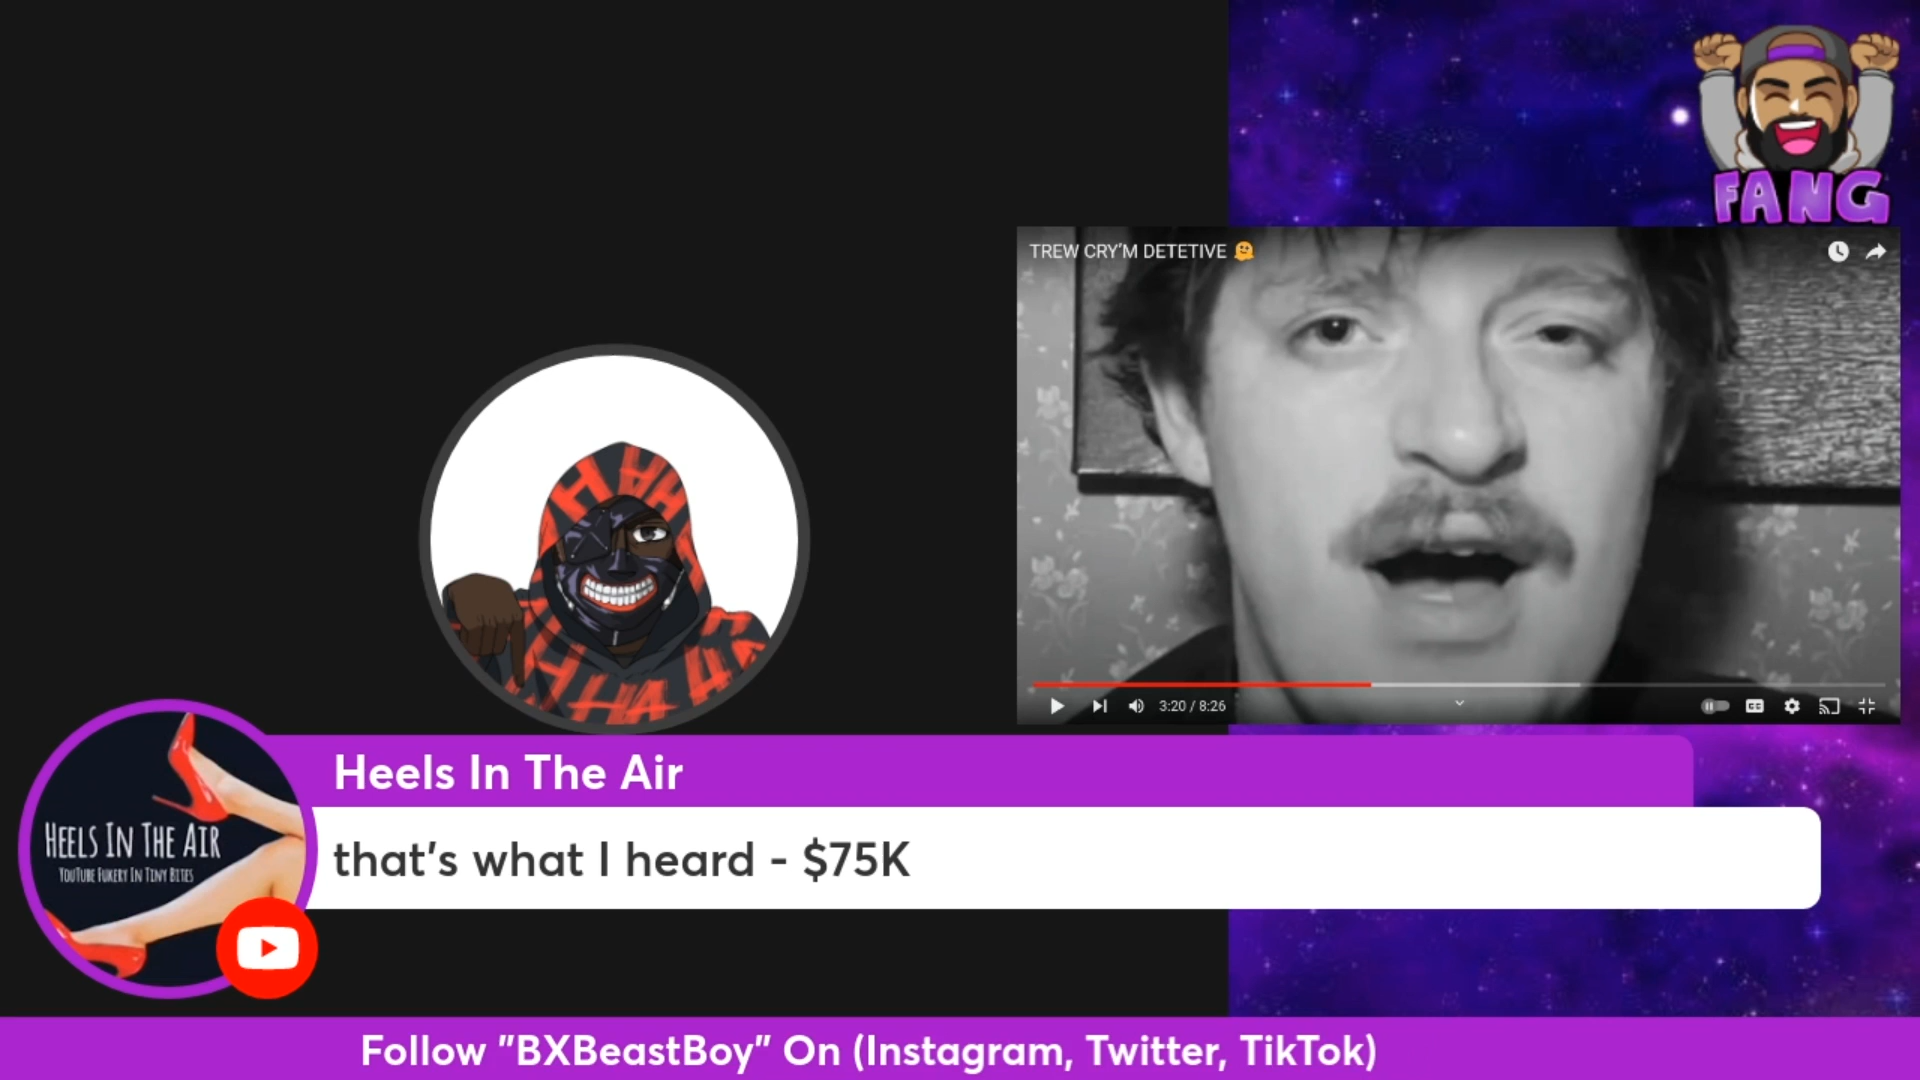 FANG
TREW CRY'M DETETIVE 🫠
3:20 / 8:26
Heels In The Air
that's what I heard - $75K
HEELS IN THE AIR
YOUTUBE FUKERY IN TINY BITES
Follow "BXBeastBoy" On (Instagram, Twitter, TikTok)